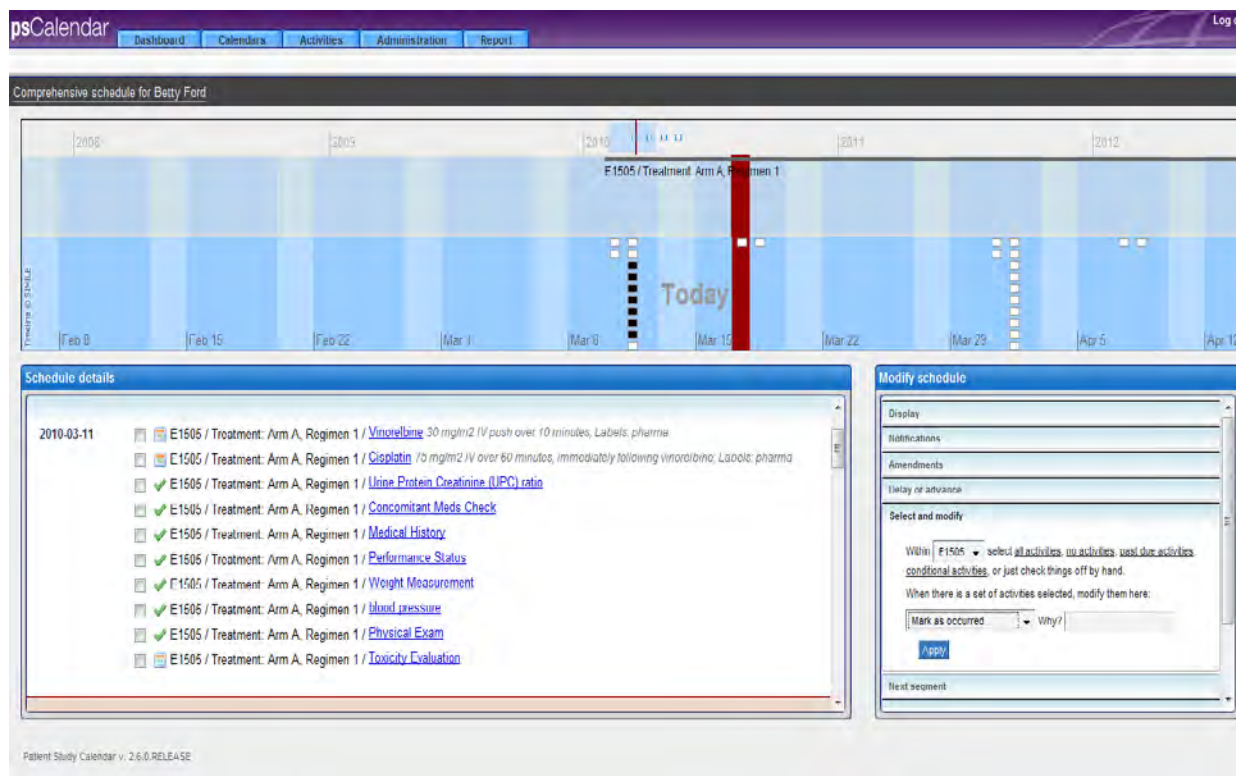 psCalendar
Dashboard Calendars Activities Administration Report
Log
Comprehensive schedule for Betty Ford
2008 2009 2010 2011 2012
E1505 / Treatment: Arm A, Regimen 1
Timeline © SIMILE
Today
Feb 8 Feb 15 Feb 22 Mar 1 Mar 8 Mar 15 Mar 22 Mar 29 Apr 5 Apr 12
Schedule details
2010-03-11 E1505 / Treatment: Arm A, Regimen 1 / Vinorelbine 30 mg/m2 IV push over 10 minutes; Labels: pharma
E1505 / Treatment: Arm A, Regimen 1 / Cisplatin 75 mg/m2 IV over 60 minutes, immediately following vinorelbine; Labels: pharma
E1505 / Treatment: Arm A, Regimen 1 / Urine Protein Creatinine (UPC) ratio
E1505 / Treatment: Arm A, Regimen 1 / Concomitant Meds Check
E1505 / Treatment: Arm A, Regimen 1 / Medical History
E1505 / Treatment: Arm A, Regimen 1 / Performance Status
E1505 / Treatment: Arm A, Regimen 1 / Weight Measurement
E1505 / Treatment: Arm A, Regimen 1 / blood pressure
E1505 / Treatment: Arm A, Regimen 1 / Physical Exam
E1505 / Treatment: Arm A, Regimen 1 / Toxicity Evaluation
Modify schedule
Display
Notifications
Amendments
Delay or advance
Select and modify
Within E1505 select all activities, no activities, past due activities,
conditional activities, or just check things off by hand.
When there is a set of activities selected, modify them here:
Mark as occurred Why?
Apply
Next segment
Patient Study Calendar v. 2.6.0.RELEASE